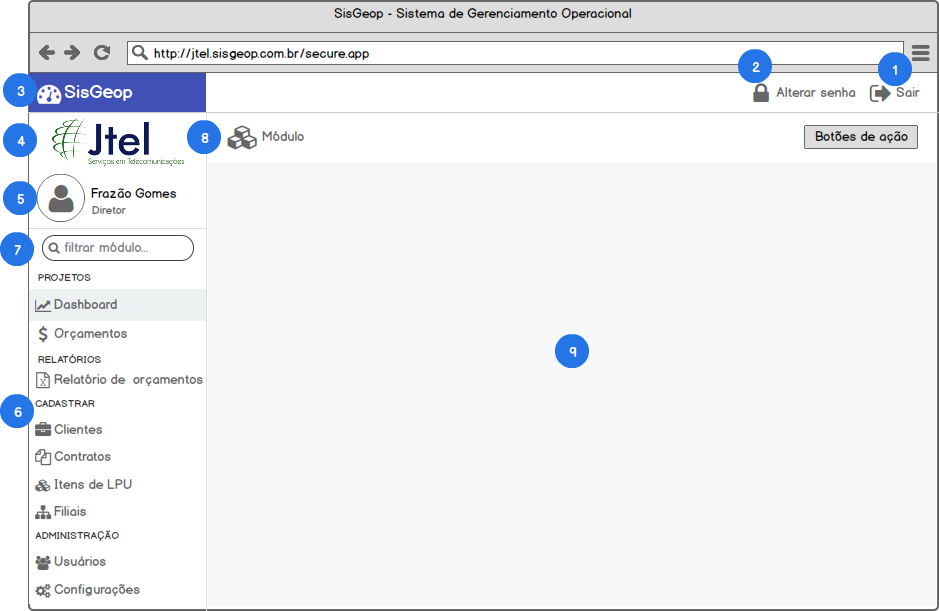 SisGeop - Sistema de Gerenciamento Operacional
http://jtel.sisgeop.com.br/secure.app
1
2
3
SisGeop
Alterar senha
Sair
4
Jtel
Serviços em Telecomunicações
8
Módulo
Botões de ação
5
Frazão Gomes
Diretor
7
filtrar módulo...
PROJETOS
Dashboard
$ Orçamentos
9
RELATÓRIOS
X Relatório de orçamentos
6
CADASTRAR
Clientes
Contratos
Itens de LPU
Filiais
ADMINISTRAÇÃO
Usuários
Configurações